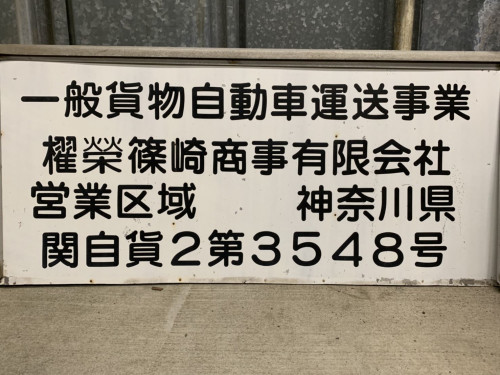 一般貨物自動車運送事業
櫂榮篠崎商事有限会社
営業区域　神奈川県
関自貨2第3548号